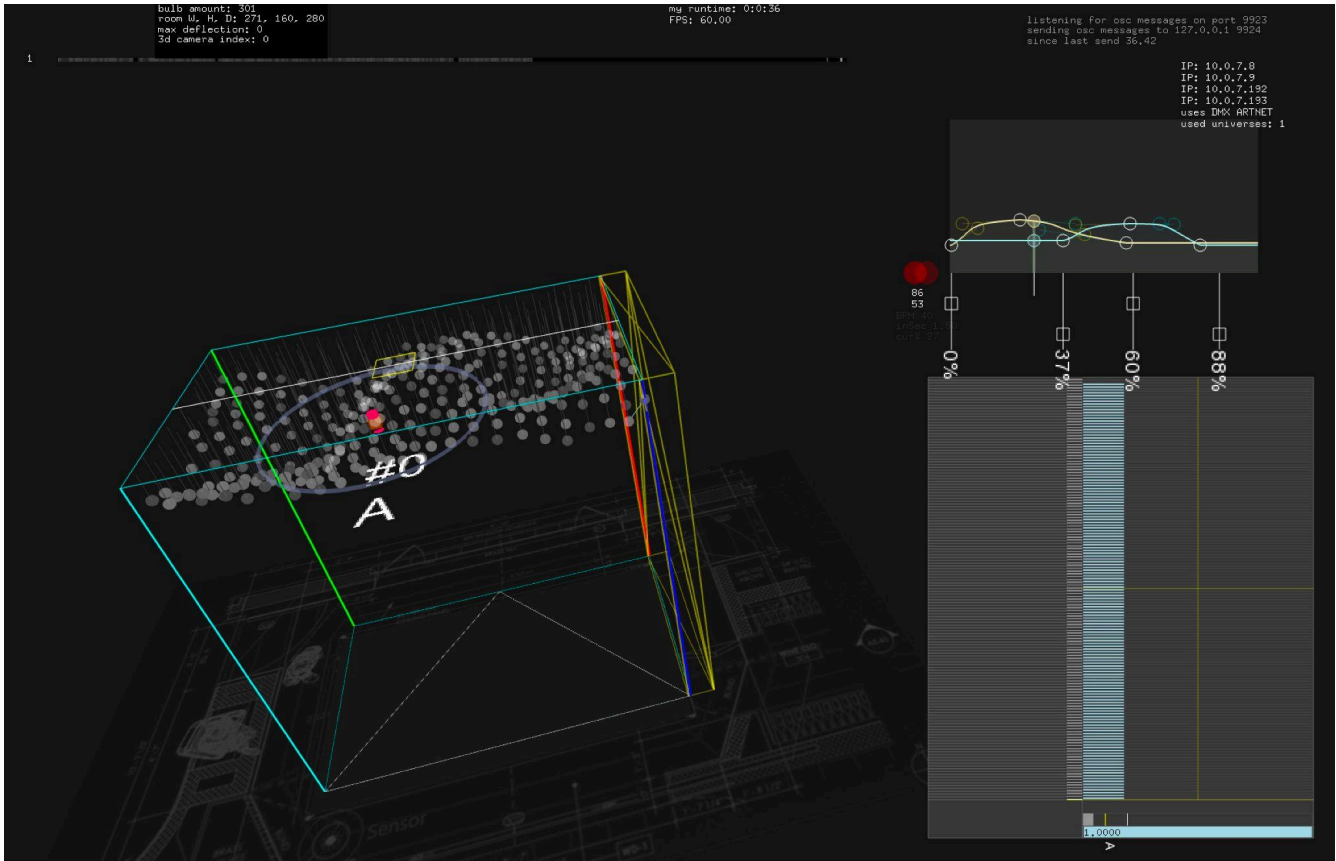 bulb amount: 301
room W, H, D: 271, 160, 280
max deflection: 0
3d camera index: 0
my runtime: 0:0:36
FPS: 60.00
listening for osc messages on port 9923
sending osc messages to 127.0.0.1 9924
since last send 36.42
1
IP: 10.0.7.8
IP: 10.0.7.9
IP: 10.0.7.192
IP: 10.0.7.193
uses DMX ARTNET
used universes: 1
86
53
BPM: 40
0%
37%
60%
88%
#0
A
Sensor
1.0000
A